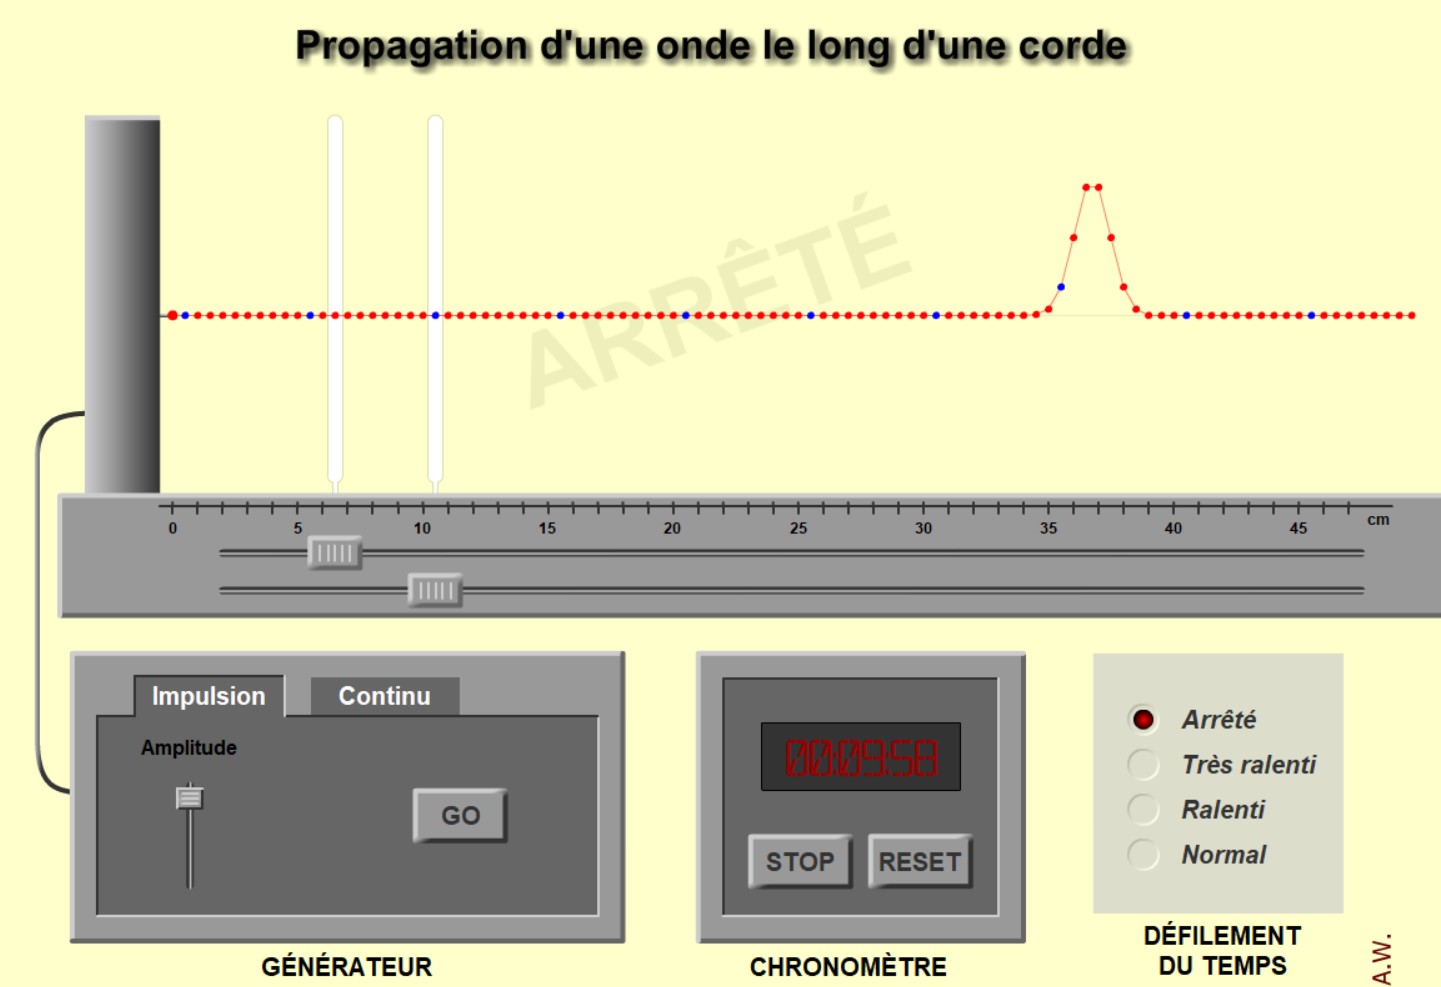 Propagation d'une onde le long d'une corde
ARRÊTÉ
0 5 10 15 20 25 30 35 40 45 cm
Impulsion Continu
Amplitude
GO
00:09:58
STOP RESET
Arrêté
Très ralenti
Ralenti
Normal
GÉNÉRATEUR
CHRONOMÈTRE
DÉFILEMENT
DU TEMPS
A.W.